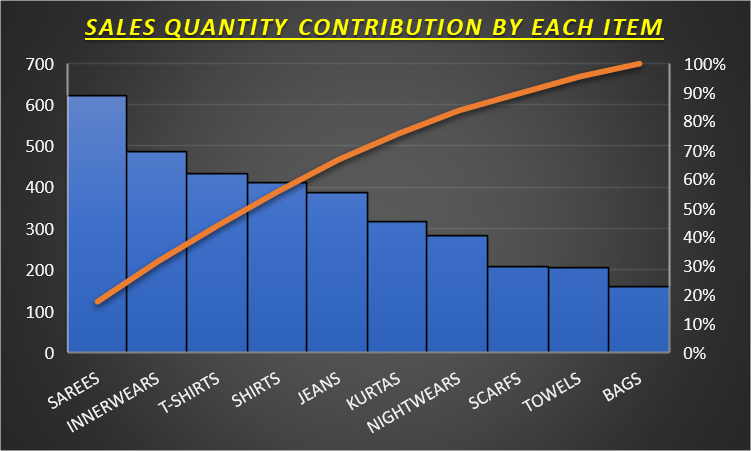 SALES QUANTITY CONTRIBUTION BY EACH ITEM
700
600
500
400
300
200
100
0
100%
90%
80%
70%
60%
50%
40%
30%
20%
10%
0%
SAREES
INNERWEARS
T-SHIRTS
SHIRTS
JEANS
KURTAS
NIGHTWEARS
SCARFS
TOWELS
BAGS